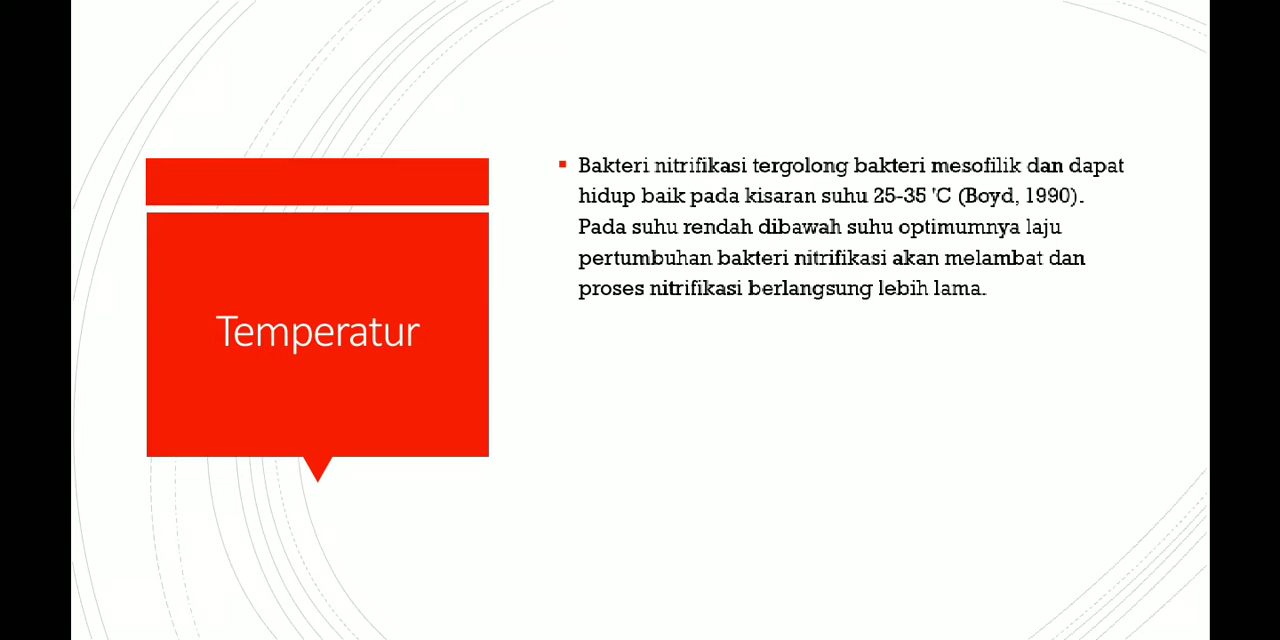 Temperatur
Bakteri nitrifikasi tergolong bakteri mesofilik dan dapat
hidup baik pada kisaran suhu 25-35 'C (Boyd, 1990).
Pada suhu rendah dibawah suhu optimumnya laju
pertumbuhan bakteri nitrifikasi akan melambat dan
proses nitrifikasi berlangsung lebih lama.